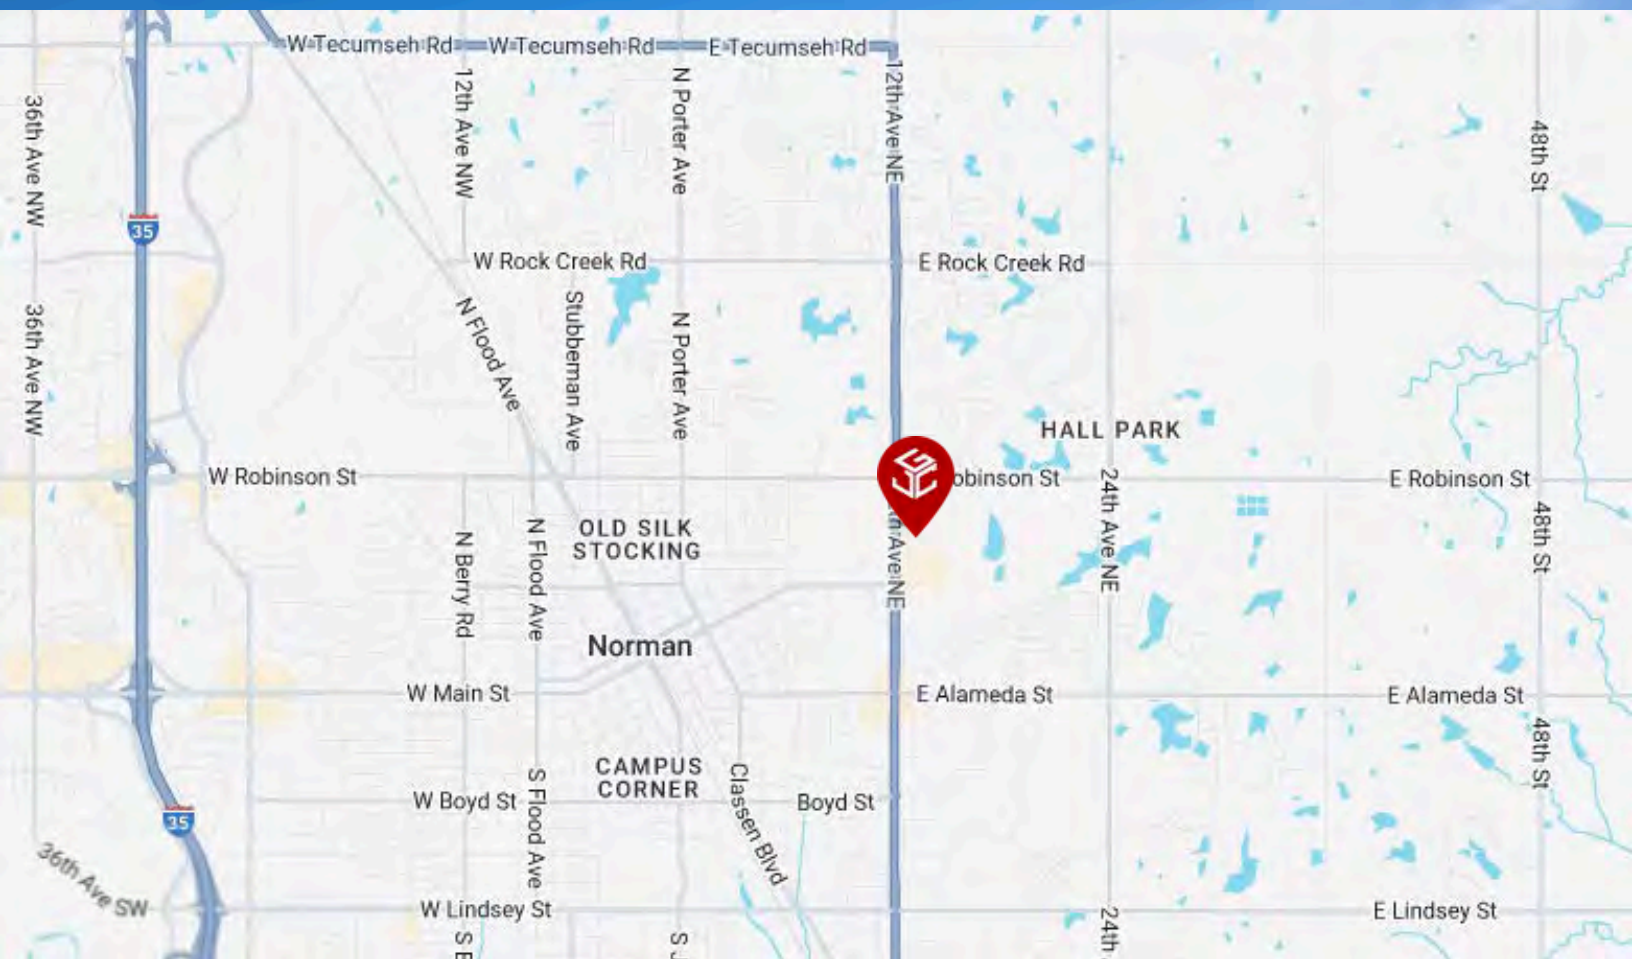 W Tecumseh Rd
W Tecumseh Rd
E Tecumseh Rd
36th Ave NW
12th Ave NW
N Porter Ave
12th Ave NE
48th St
35
W Rock Creek Rd
E Rock Creek Rd
36th Ave NW
N Flood Ave
Stubbeman Ave
N Porter Ave
HALL PARK
W Robinson St
obinson St
24th Ave NE
E Robinson St
48th St
N Berry Rd
N Flood Ave
OLD SILK
STOCKING
Ave NE
Norman
W Main St
E Alameda St
E Alameda St
48th St
CAMPUS
CORNER
W Boyd St
S Flood Ave
Classen Blvd
Boyd St
35
36th Ave SW
W Lindsey St
24th
E Lindsey St